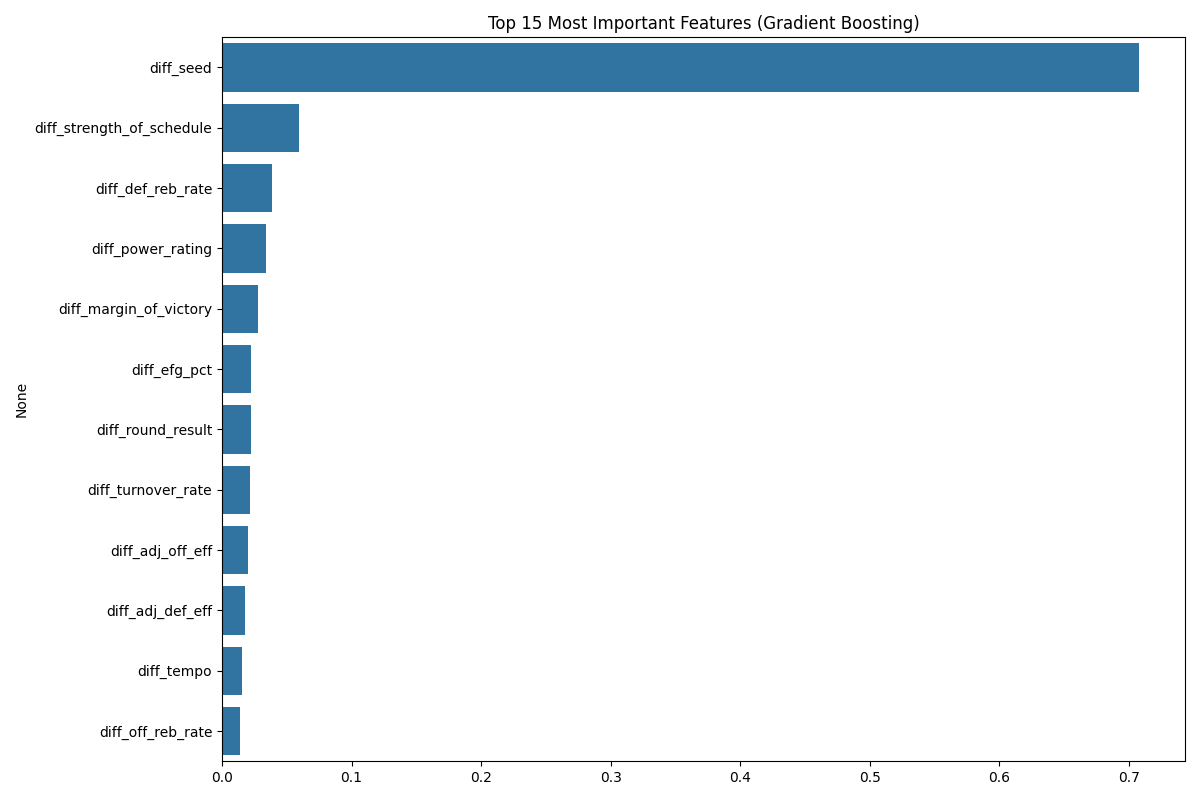 Top 15 Most Important Features (Gradient Boosting)
diff_seed
diff_strength_of_schedule
diff_def_reb_rate
diff_power_rating
diff_margin_of_victory
diff_efg_pct
diff_round_result
diff_turnover_rate
diff_adj_off_eff
diff_adj_def_eff
diff_tempo
diff_off_reb_rate
None
0.0 0.1 0.2 0.3 0.4 0.5 0.6 0.7